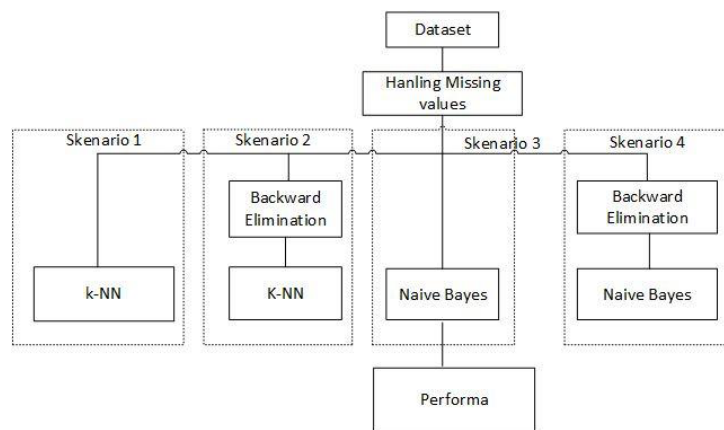 Dataset
Hanling Missing
values
Skenario 1
Skenario 2
Skenario 3
Skenario 4
Backward
Elimination
Backward
Elimination
k-NN
K-NN
Naive Bayes
Naive Bayes
Performa